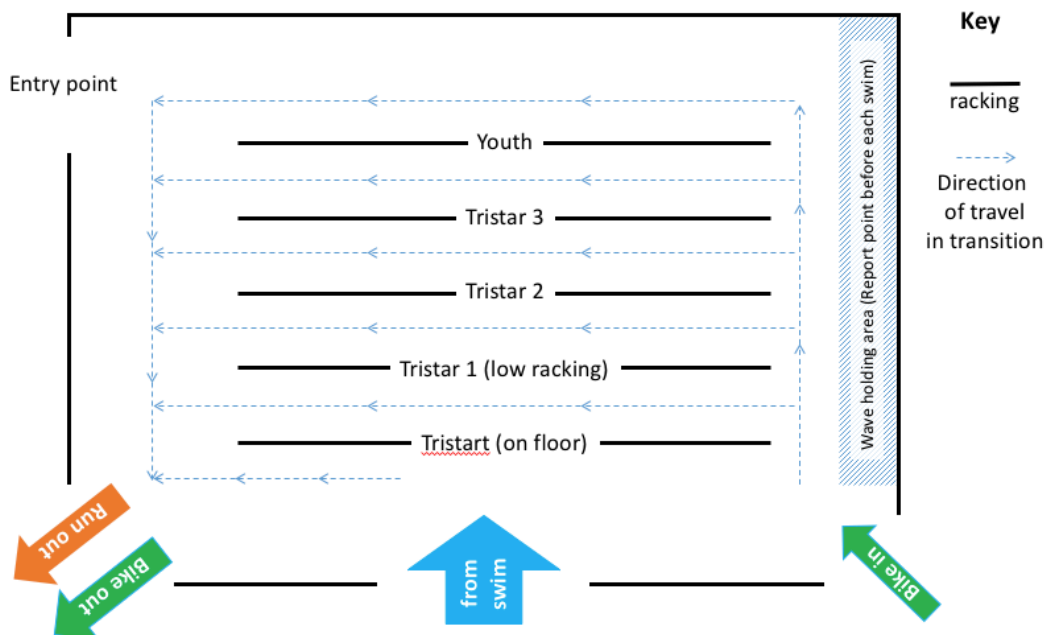 Key
Entry point
racking
Direction
of travel
in transition
Youth
Tristar 3
Tristar 2
Tristar 1 (low racking)
Tristart (on floor)
Wave holding area (Report point before each swim)
Run out
Bike out
from
swim
Bike in